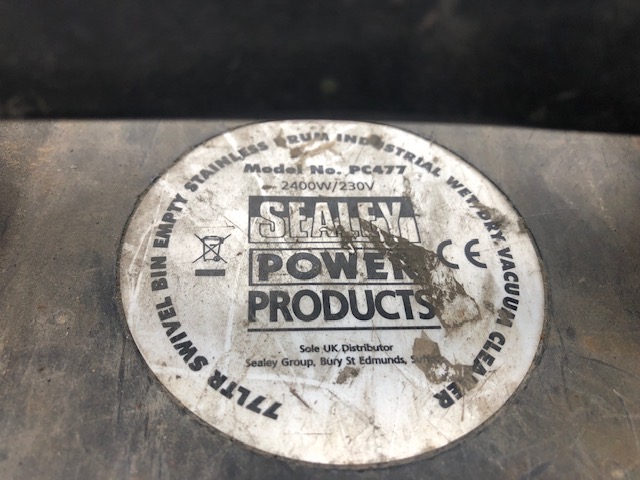 77LTR SWIVEL BIN EMPTY STAINLESS DRUM INDUSTRIAL WET/DRY VACUUM CLEANER
Model No. PC477
2400W/230V
SEALEY
POWER
PRODUCTS
CE
Sole UK Distributor
Sealey Group, Bury St Edmunds, Suffolk